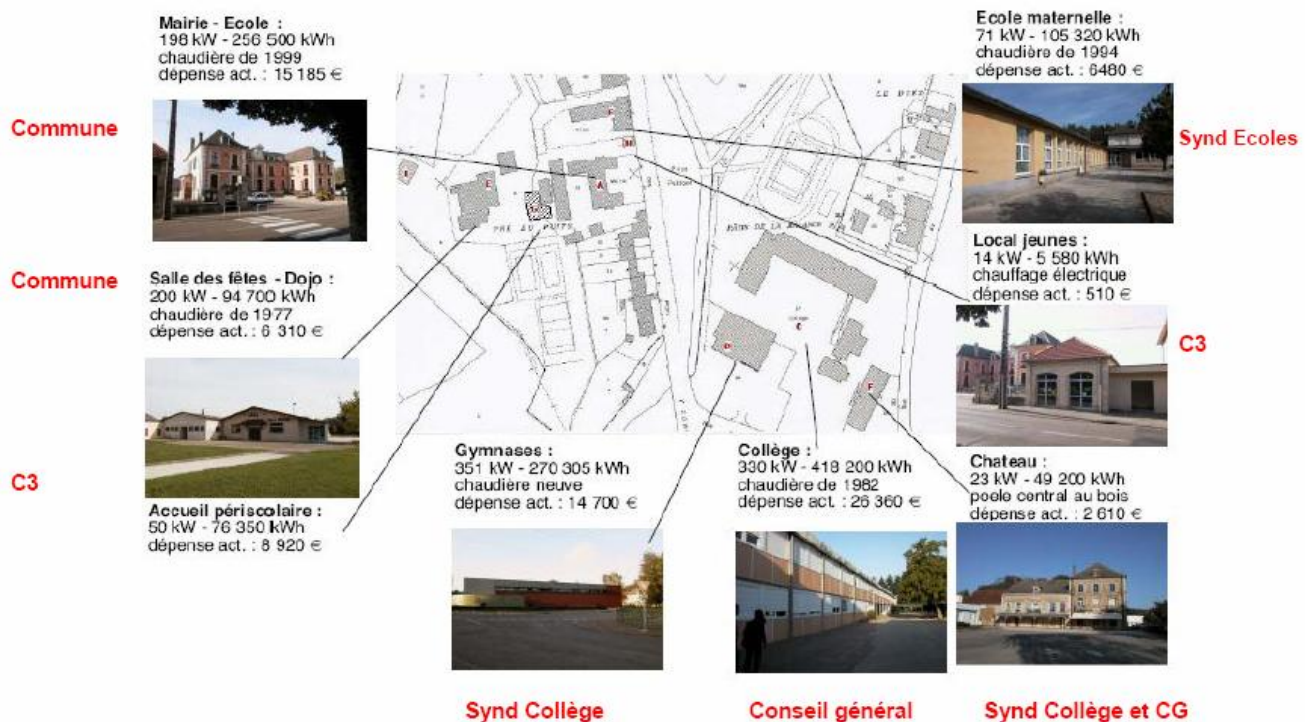 Mairie - Ecole :
198 kW - 256 500 kWh
chaudière de 1999
dépense act. : 15 185 €
Commune
Ecole maternelle :
71 kW - 105 320 kWh
chaudière de 1994
dépense act. : 6480 €
Synd Ecoles
Commune
Salle des fêtes - Dojo :
200 kW - 94 700 kWh
chaudière de 1977
dépense act. : 6 310 €
Local jeunes :
14 kW - 5 580 kWh
chauffage électrique
dépense act. : 510 €
C3
C3
Accueil périscolaire :
50 kW - 76 350 kWh
dépense act. : 8 920 €
Gymnases :
351 kW - 270 305 kWh
chaudière neuve
dépense act. : 14 700 €
Collège :
330 kW - 418 200 kWh
chaudière de 1982
dépense act. : 26 360 €
Chateau :
23 kW - 49 200 kWh
poele central au bois
dépense act. : 2 610 €
Synd Collège
Conseil général
Synd Collège et CG
PRÉ AU PUITS
A
E
D
C
F